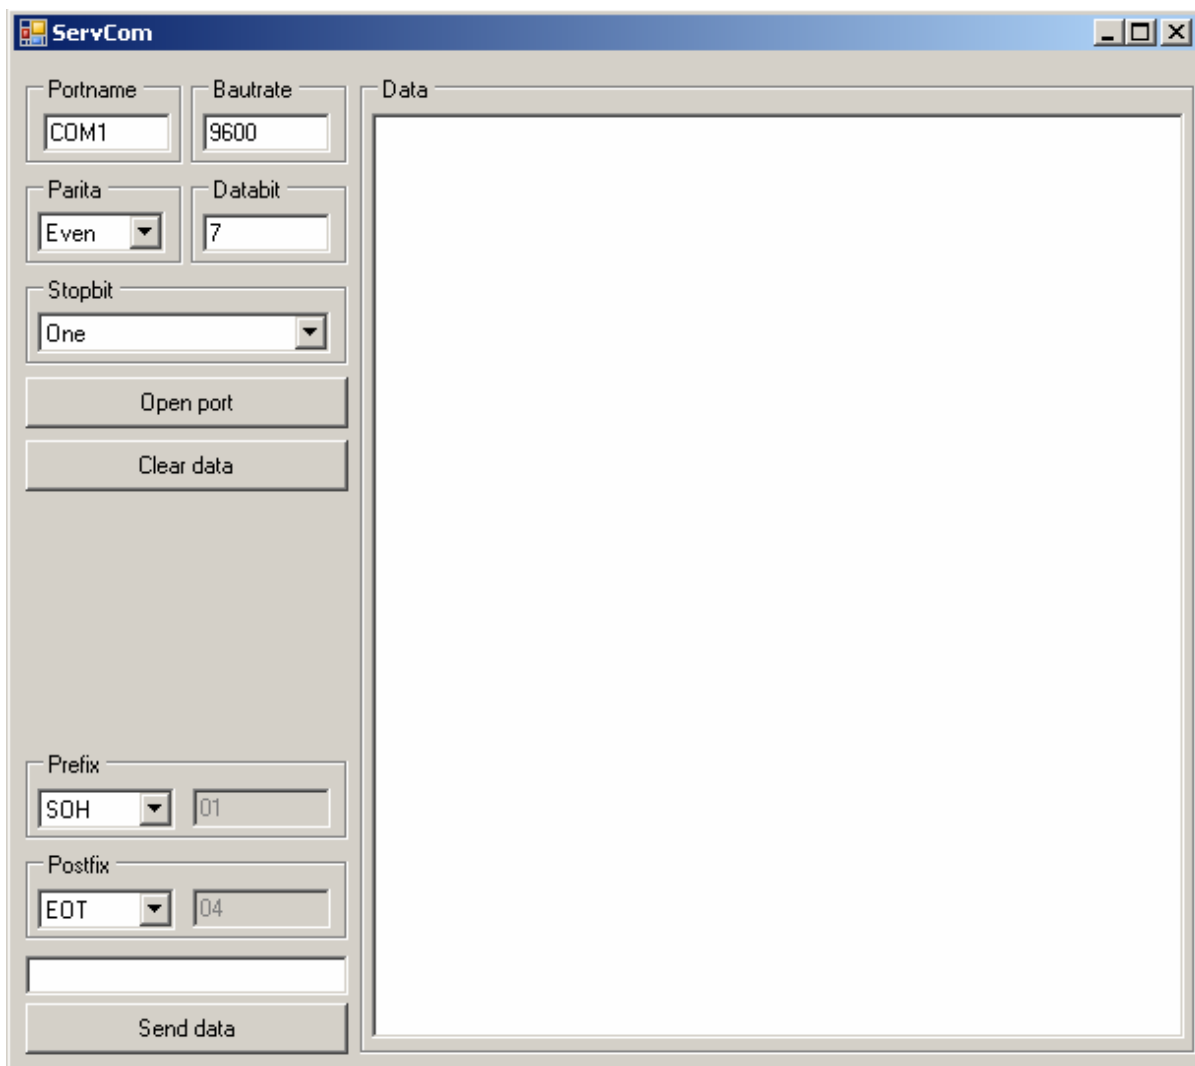 ServCom
Portname
Bautrate
Data
COM1
9600
Parita
Databit
Even
7
Stopbit
One
Open port
Clear data
Prefix
SOH
01
Postfix
EOT
04
Send data